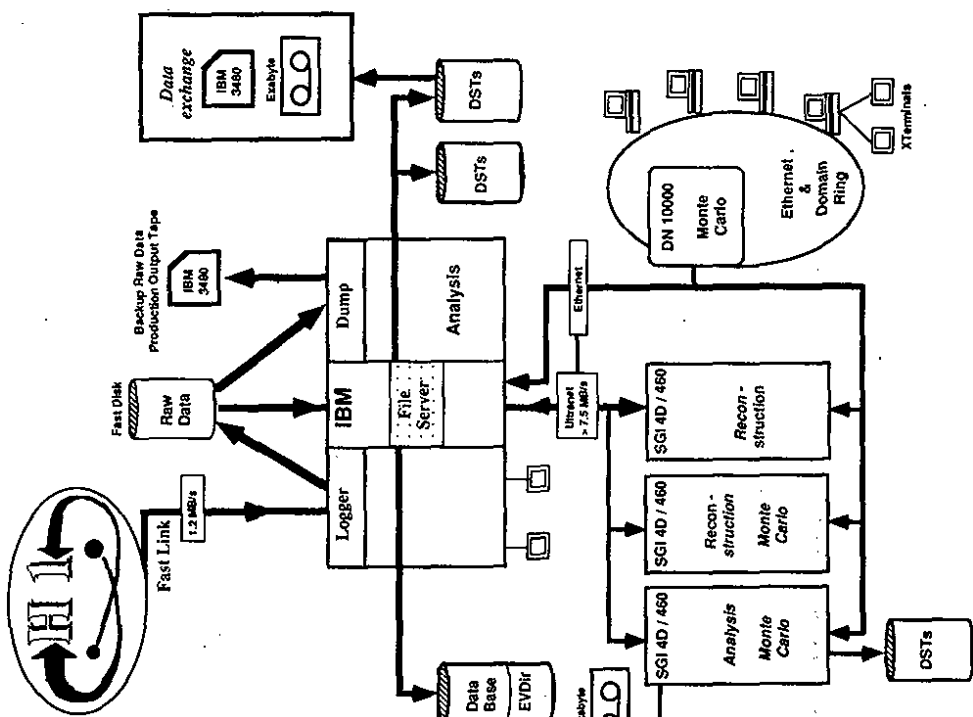 H 1
Fast Link
1.2 MB/s
Fast Disk
Raw
Data
Backup Raw Data
Production Output Tape
IBM
3480
Data
exchange
IBM
3480
Exabyte
Logger
IBM
Dump
File
Server
Analysis
DSTs
DSTs
Data
Base
EVDir
Ultranet
> 7.5 MB/s
Ethernet
DN 10000
Monte
Carlo
Ethernet
&
Domain
Ring
XTerminals
SGI 4D / 460
Analysis
Monte
Carlo
SGI 4D / 460
Recon -
struction
Monte
Carlo
SGI 4D / 460
Recon -
struction
DSTs